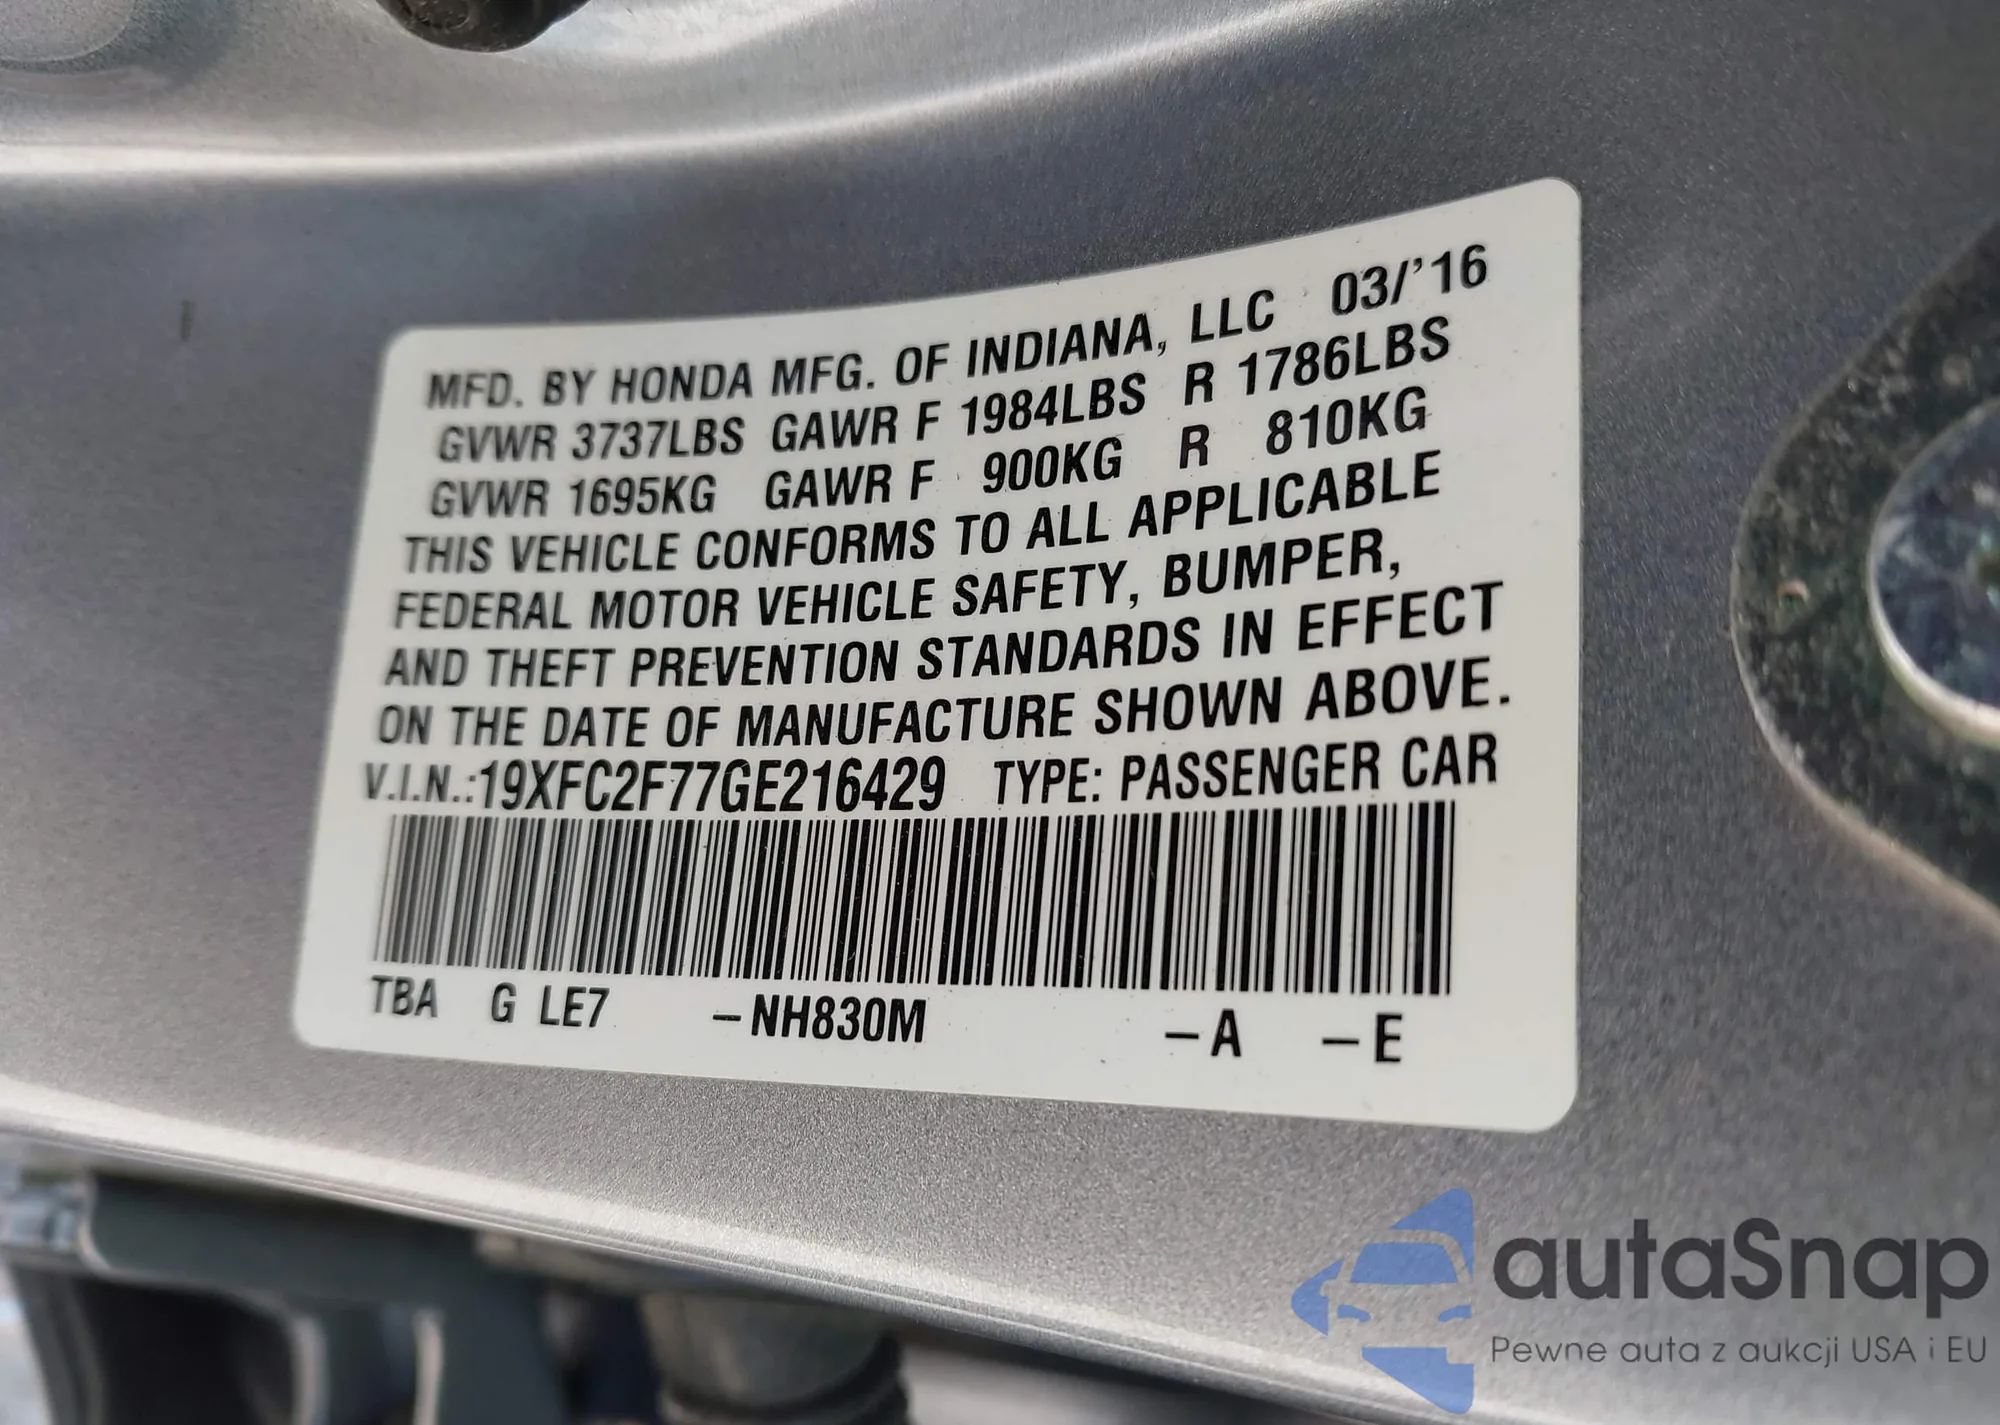 MFD. BY HONDA MFG. OF INDIANA, LLC 03/'16
GVWR 3737LBS GAWR F 1984LBS R 1786LBS
GVWR 1695KG GAWR F 900KG R 810KG
THIS VEHICLE CONFORMS TO ALL APPLICABLE
FEDERAL MOTOR VEHICLE SAFETY, BUMPER,
AND THEFT PREVENTION STANDARDS IN EFFECT
ON THE DATE OF MANUFACTURE SHOWN ABOVE.
V.I.N.:19XFC2F77GE216429 TYPE: PASSENGER CAR
TBA G LE7 –NH830M –A –E
autaSnap
Pewne auta z aukcji USA i EU